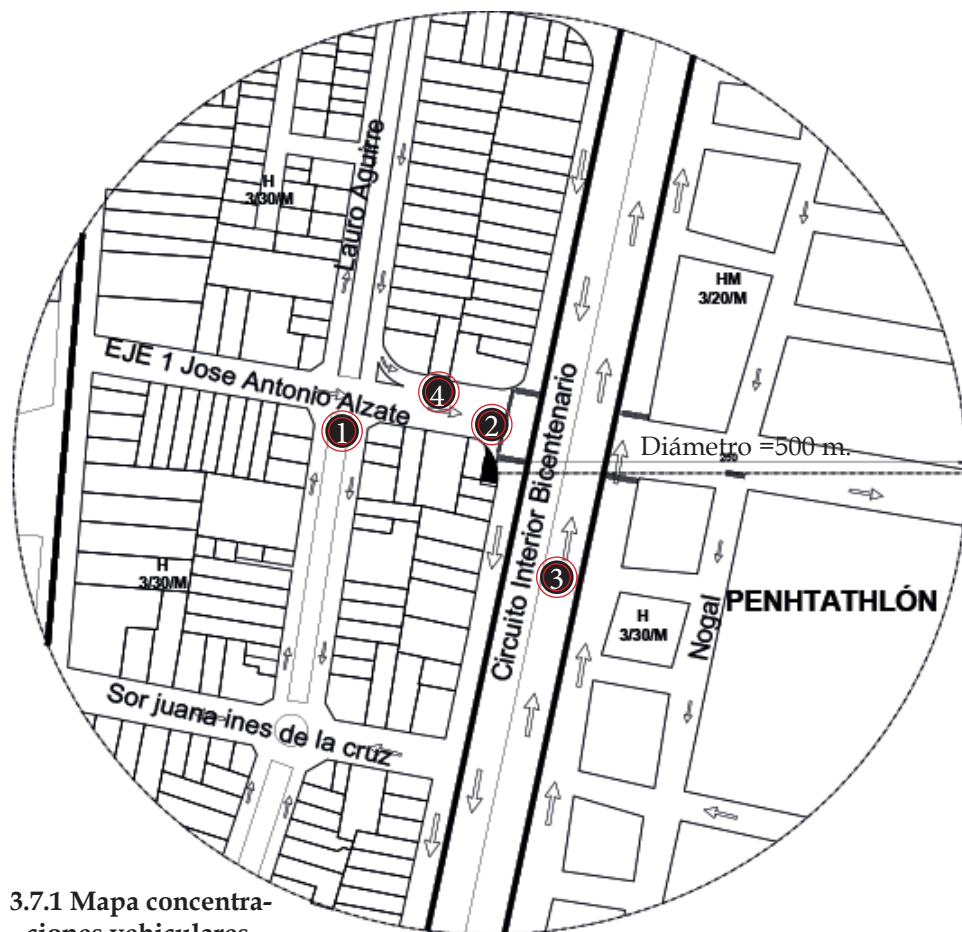 Lauro Aguirre
H
3/30/M
HM
3/20/M
EJE 1 Jose Antonio Alzate
4
2
1
Diámetro =500 m.
Circuito Interior Bicentenario
3
H
3/30/M
H
3/30/M
Nogal
PENHTATHLÓN
Sor juana ines de la cruz
3.7.1 Mapa concentra-
ciones vehiculares